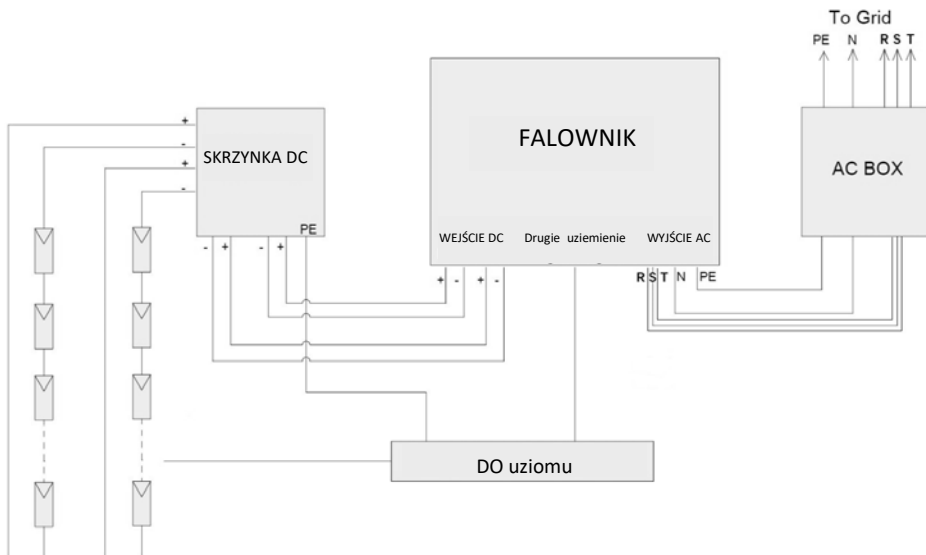 To Grid
PE N R S T
+
-
+
-
SKRZYNKA DC
PE
- + - +
FALOWNIK
WEJŚCIE DC Drugie uziemienie WYJŚCIE AC
+ - + -
R S T N PE
AC BOX
DO uziomu